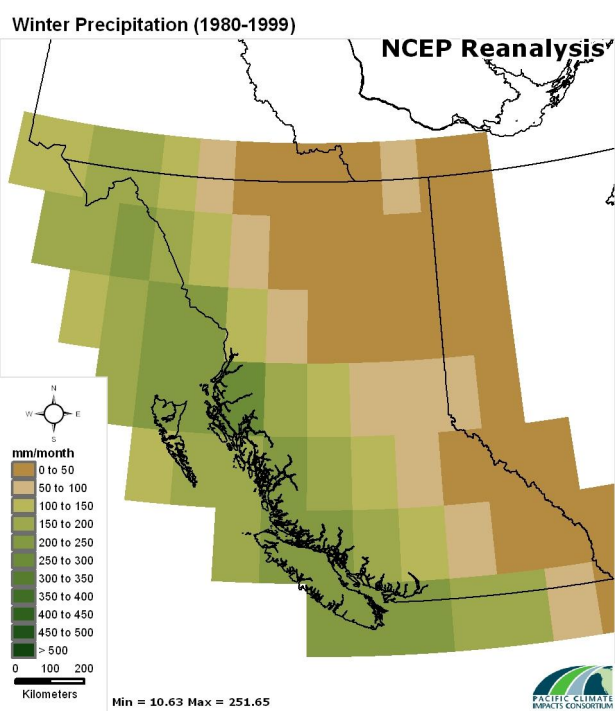 Winter Precipitation (1980-1999)
NCEP Reanalysis
N
W E
S
mm/month
0 to 50
50 to 100
100 to 150
150 to 200
200 to 250
250 to 300
300 to 350
350 to 400
400 to 450
450 to 500
> 500
0 100 200
Kilometers
Min = 10.63 Max = 251.65
PACIFIC CLIMATE
IMPACTS CONSORTIUM